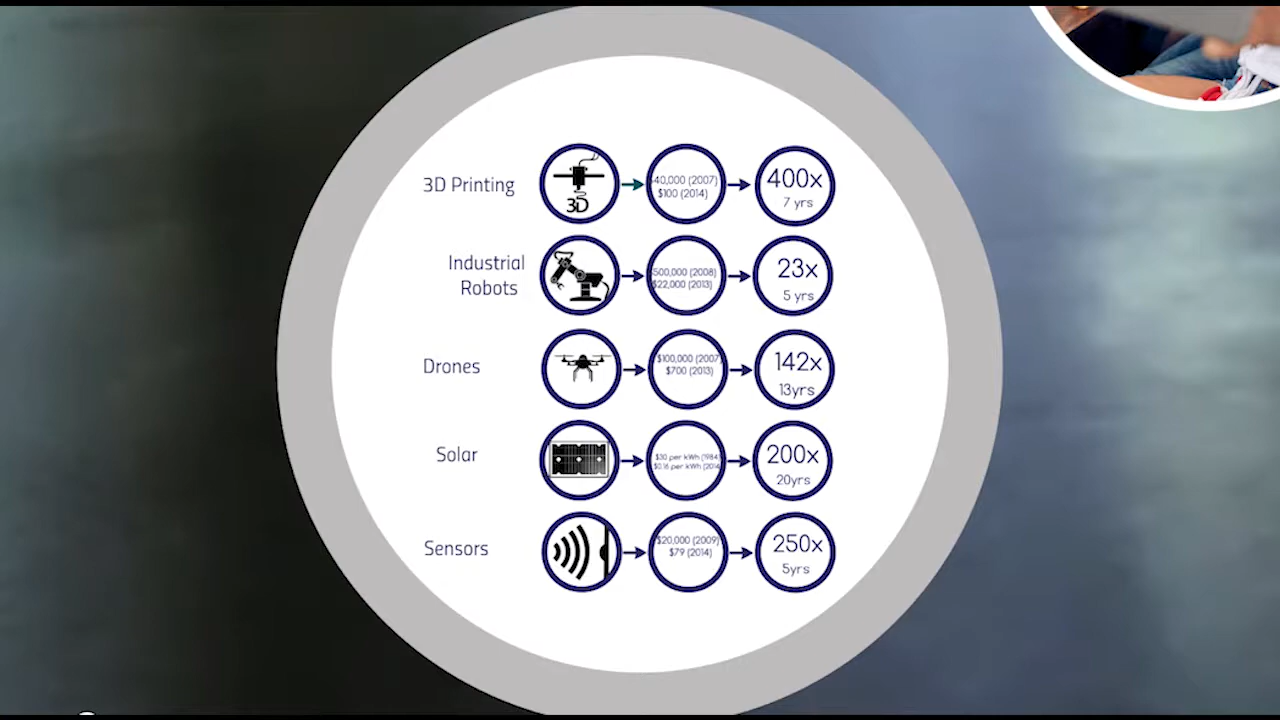 3D Printing
3D
40,000 (2007)
$100 (2014)
400x
7 yrs
Industrial
Robots
500,000 (2008)
$22,000 (2013)
23x
5 yrs
Drones
$100,000 (2007
$700 (2013)
142x
13yrs
Solar
$30 per kWh (1984
$0.16 per kWh (2014
200x
20yrs
Sensors
$20,000 (2009)
$79 (2014)
250x
5yrs